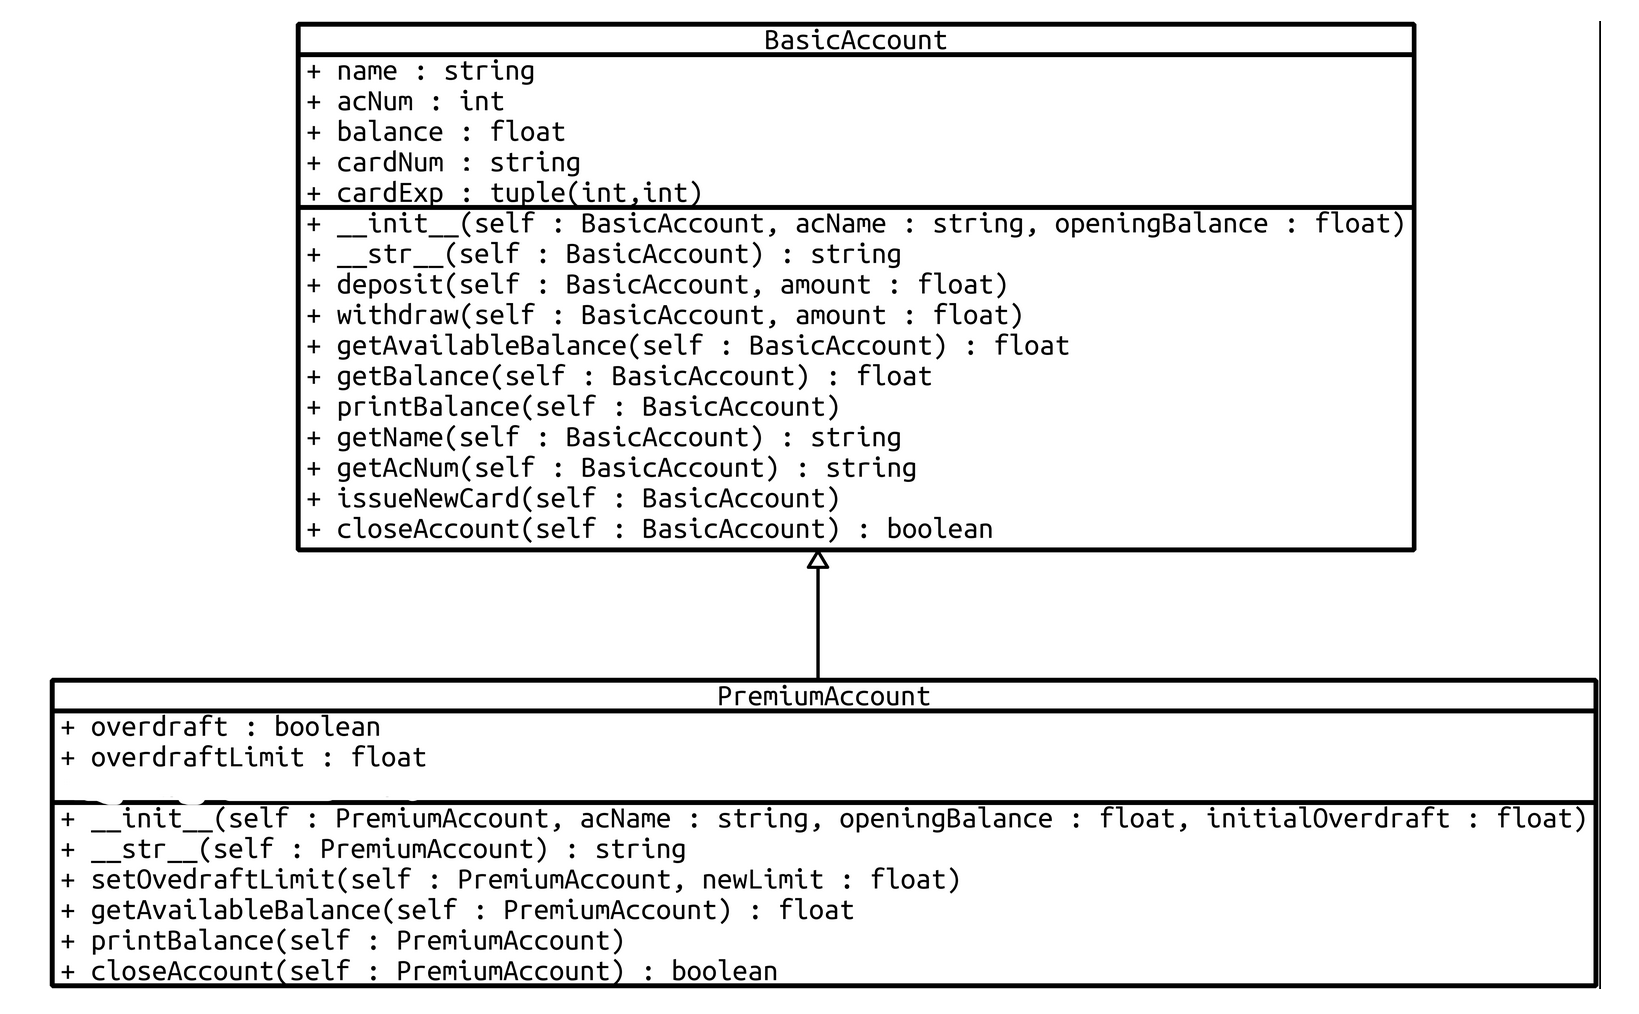 BasicAccount
+ name : string
+ acNum : int
+ balance : float
+ cardNum : string
+ cardExp : tuple(int,int)
+ __init__(self : BasicAccount, acName : string, openingBalance : float)
+ __str__(self : BasicAccount) : string
+ deposit(self : BasicAccount, amount : float)
+ withdraw(self : BasicAccount, amount : float)
+ getAvailableBalance(self : BasicAccount) : float
+ getBalance(self : BasicAccount) : float
+ printBalance(self : BasicAccount)
+ getName(self : BasicAccount) : string
+ getAcNum(self : BasicAccount) : string
+ issueNewCard(self : BasicAccount)
+ closeAccount(self : BasicAccount) : boolean
PremiumAccount
+ overdraft : boolean
+ overdraftLimit : float
+ __init__(self : PremiumAccount, acName : string, openingBalance : float, initialOverdraft : float)
+ __str__(self : PremiumAccount) : string
+ setOvedraftLimit(self : PremiumAccount, newLimit : float)
+ getAvailableBalance(self : PremiumAccount) : float
+ printBalance(self : PremiumAccount)
+ closeAccount(self : PremiumAccount) : boolean